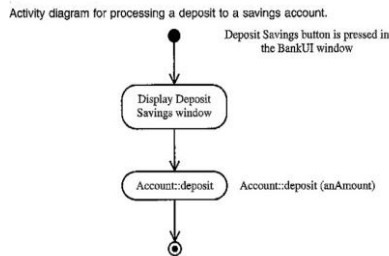 Activity diagram for processing a deposit to a savings account.
Deposit Savings button is pressed in
the BankUI window
Display Deposit
Savings window
Account::deposit
Account::deposit (anAmount)